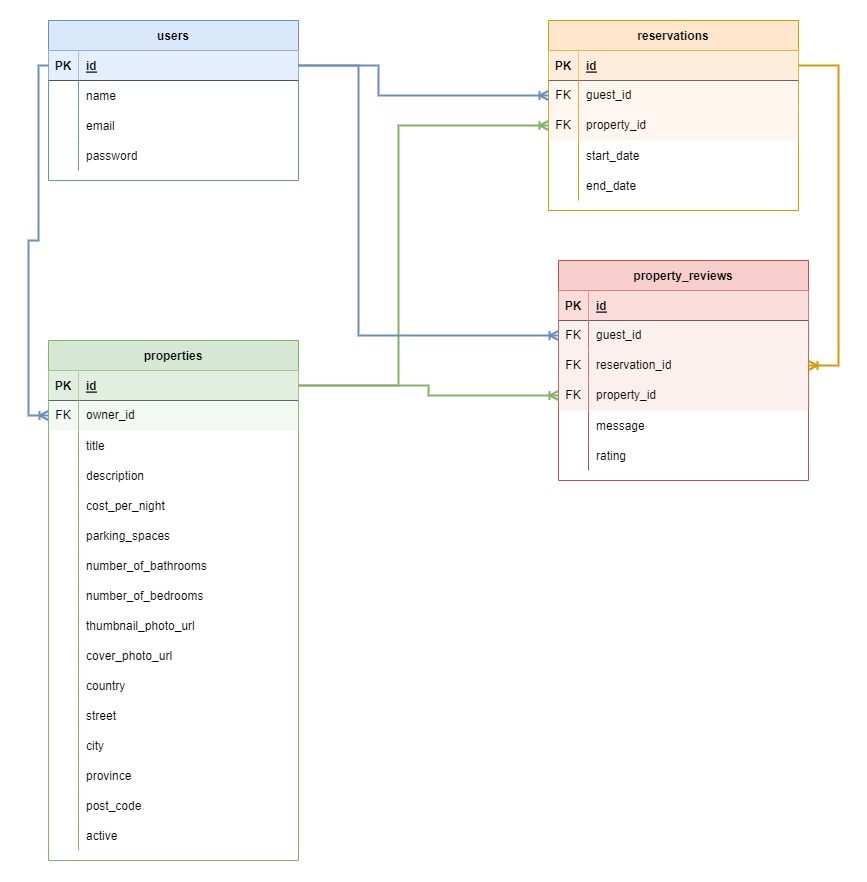 users
PK id
name
email
password
reservations
PK id
FK guest_id
FK property_id
start_date
end_date
property_reviews
PK id
FK guest_id
FK reservation_id
FK property_id
message
rating
properties
PK id
FK owner_id
title
description
cost_per_night
parking_spaces
number_of_bathrooms
number_of_bedrooms
thumbnail_photo_url
cover_photo_url
country
street
city
province
post_code
active